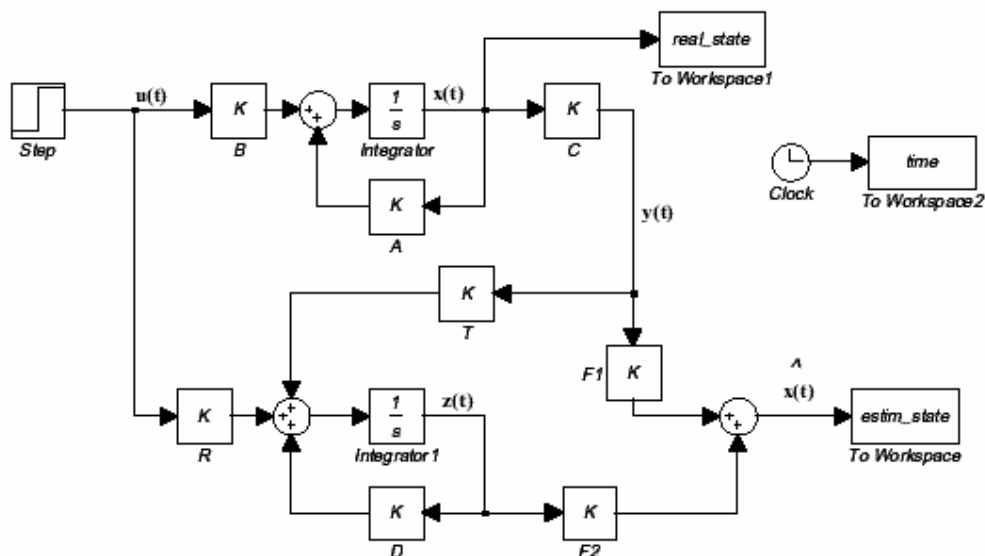 real_state
To Workspace1
u(t)
K
+
+
1
s
x(t)
K
Step
B
Integrator
C
time
Clock
To Workspace2
K
A
y(t)
K
T
F1
K
^
x(t)
K
+
+
+
1
s
z(t)
+
+
estim_state
R
Integrator1
To Workspace
K
K
D
F2